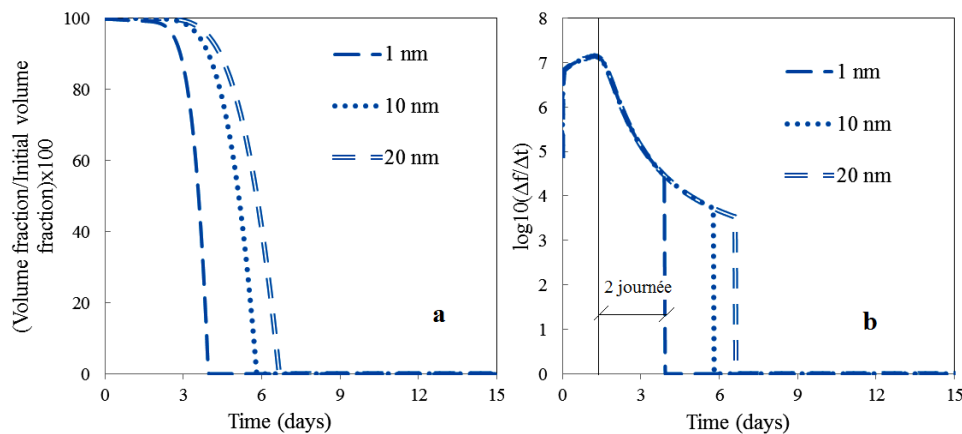 (Volume fraction/Initial volume
fraction)x100
100
80
60
40
20
0
0
3
6
9
12
15
Time (days)
1 nm
10 nm
20 nm
a
log10(Δf/Δt)
8
7
6
5
4
3
2
1
0
0
3
6
9
12
15
Time (days)
1 nm
10 nm
20 nm
2 journée
b